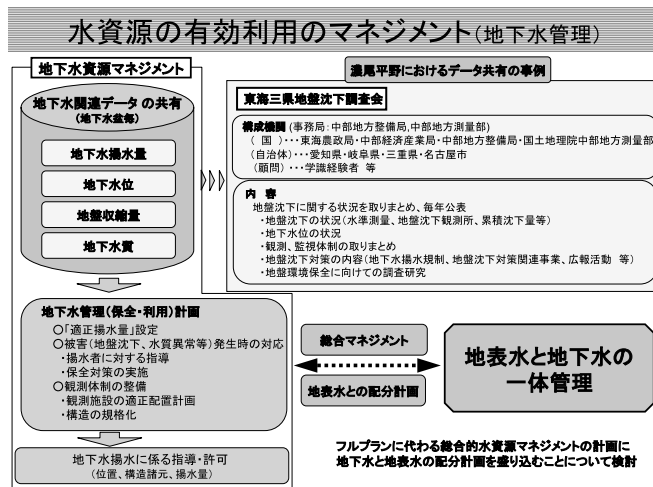 水資源の有効利用のマネジメント(地下水管理)
地下水資源マネジメント
地下水関連データの共有
(地下水盆毎)
地下水揚水量
地下水位
地盤収縮量
地下水質
地下水管理(保全・利用)計画
○「適正揚水量」設定
○被害(地盤沈下、水質異常等)発生時の対応
・揚水者に対する指導
・保全対策の実施
○観測体制の整備
・観測施設の適正配置計画
・構造の規格化
地下水揚水に係る指導・許可
(位置、構造諸元、揚水量)
濃尾平野におけるデータ共有の事例
東海三県地盤沈下調査会
構成機関(事務局:中部地方整備局,中部地方測量部)
(国)・・・東海農政局・中部経済産業局・中部地方整備局・国土地理院中部地方測量部
(自治体)・・・愛知県・岐阜県・三重県・名古屋市
(顧問)・・・学識経験者 等
内 容
地盤沈下に関する状況を取りまとめ、毎年公表
・地盤沈下の状況(水準測量、地盤沈下観測所、累積沈下量等)
・地下水位の状況
・観測、監視体制の取りまとめ
・地盤沈下対策の内容(地下水揚水規制、地盤沈下対策関連事業、広報活動 等)
・地盤環境保全に向けての調査研究
総合マネジメント
地表水との配分計画
地表水と地下水の
一体管理
フルプランに代わる総合的水資源マネジメントの計画に
地下水と地表水の配分計画を盛り込むことについて検討